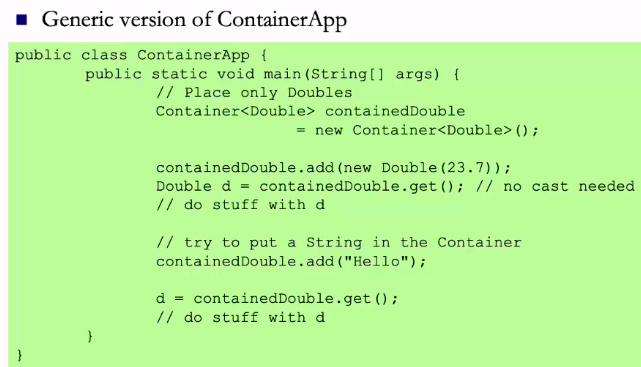 Generic version of ContainerApp
public class ContainerApp {
public static void main(String[] args) {
// Place only Doubles
Container<Double> containedDouble
= new Container<Double>();
containedDouble.add(new Double(23.7));
Double d = containedDouble.get(); // no cast needed
// do stuff with d
// try to put a String in the Container
containedDouble.add("Hello");
d = containedDouble.get();
// do stuff with d
}
}